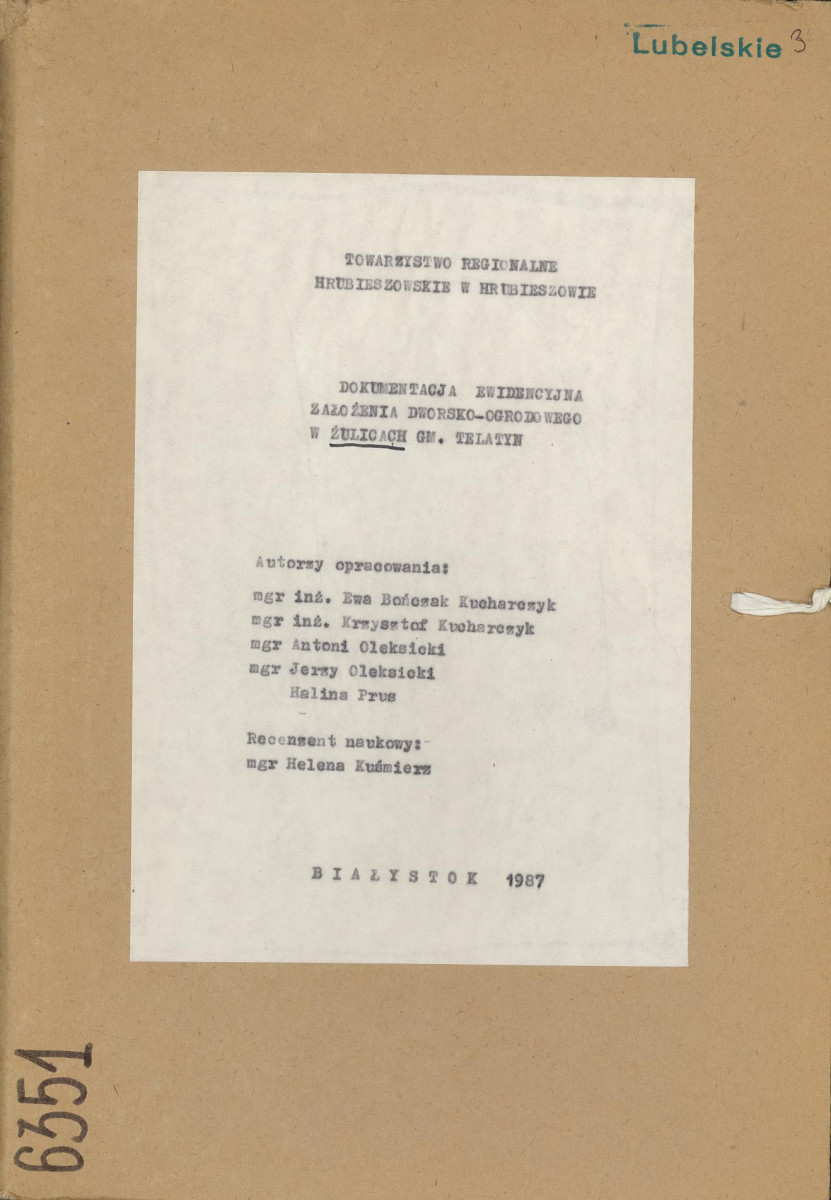 Lubelskie 3
TOWARZYSTWO REGIONALNE
HRUBIESZOWSKIE W HRUBIESZOWIE
DOKUMENTACJA EWIDENCYJNA
ZAŁOŻENIA DWORSKO-OGRODOWEGO
W ŻULICACH GM. TELATYN
Autorzy opracowania:
mgr inż. Ewa Bończak Kucharczyk
mgr inż. Krzysztof Kucharczyk
mgr Antoni Oleksicki
mgr Jerzy Oleksicki
Halina Prus
Recenzent naukowy:
mgr Helena Kuśmierz
BIAŁYSTOK 1987
6351